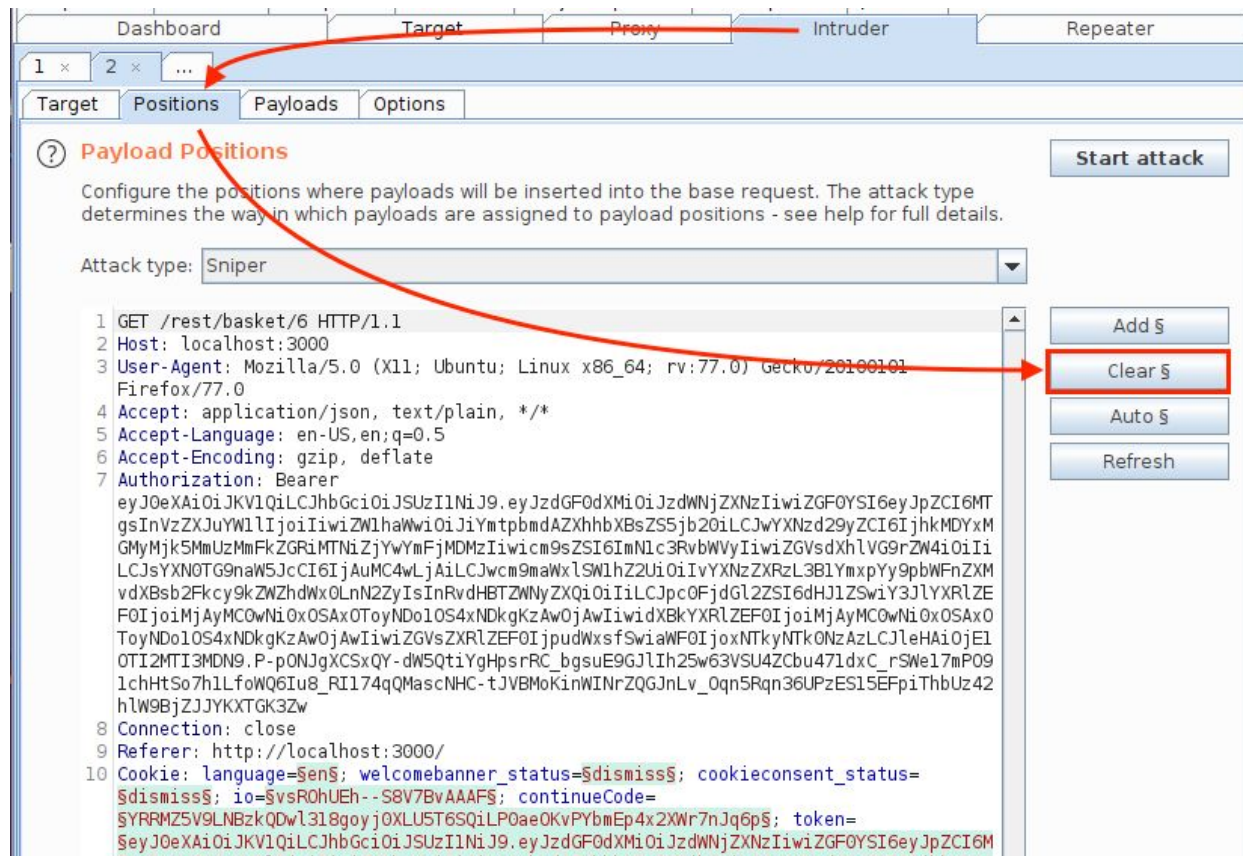 Dashboard Target Proxy Intruder Repeater
1 × 2 × ...
Target Positions Payloads Options
? Payload Positions
Start attack
Configure the positions where payloads will be inserted into the base request. The attack type
determines the way in which payloads are assigned to payload positions - see help for full details.
Attack type: Sniper
1 GET /rest/basket/6 HTTP/1.1
2 Host: localhost:3000
3 User-Agent: Mozilla/5.0 (X11; Ubuntu; Linux x86_64; rv:77.0) Gecko/20100101
Firefox/77.0
4 Accept: application/json, text/plain, */*
5 Accept-Language: en-US,en;q=0.5
6 Accept-Encoding: gzip, deflate
7 Authorization: Bearer
eyJ0eXAiOiJKV1QiLCJhbGciOiJSUzI1NiJ9.eyJzdGF0dXMiOiJzdWNjZXNzIiwiZGF0YSI6eyJpZCI6MT
gsInVzZXJuYW1lIjoiIiwiZW1haWwiOiJiYmtpbmdAZXhhbXBsZS5jb20iLCJwYXNzd29yZCI6IjhkMDYxM
GMyMjk5MmUzMmFkZGRiMTNiZjYwYmFjMDMzIiwicm9sZSI6ImN1c3RvbWVyIiwiZGVsdXhlVG9rZW4iOiIi
LCJsYXN0TG9naW5JcCI6IjAuMC4wLjAiLCJwcm9maWxlSW1hZ2UiOiIvYXNzZXRzL3B1YmxpYy9pbWFnZXM
vdXBsb2Fkcy9kZWZhdWx0LnN2ZyIsInRvdHBTZWNyZXQiOiIiLCJpc0FjdGl2ZSI6dHJ1ZSwiY3JlYXRlZE
F0IjoiMjAyMC0wNi0xOSAxOToyNDo1OS4xNDkgKzAwOjAwIiwidXBkYXRlZEF0IjoiMjAyMC0wNi0xOSAxO
ToyNDo1OS4xNDkgKzAwOjAwIiwiZGVsZXRlZEF0IjpudWxsfSwiaWF0IjoxNTkyNTk0NzAzLCJleHAiOjE1
OTI2MTI3MDN9.P-pONJgXCSxQY-dW5QtiYgHpsrRC_bgsuE9GJlIh25w63VSU4ZCbu471dxC_rSWe17mPO9
1chHtSo7h1LfoWQ6Iu8_RI174qQMascNHC-tJVBMoKinWINrZQGJnLv_Oqn5Rqn36UPzES15EFpiThbUz42
hlW9BjZJJYKXTGK3Zw
8 Connection: close
9 Referer: http://localhost:3000/
10 Cookie: language=§en§; welcomebanner_status=§dismiss§; cookieconsent_status=
§dismiss§; io=§vsROhUEh--S8V7BvAAAF§; continueCode=
§YRRMZ5V9LNBzkQDwl318goyj0XLU5T6SQiLP0aeOKvPYbmEp4x2XWr7nJq6p§; token=
§eyJ0eXAiOiJKV1QiLCJhbGciOiJSUzI1NiJ9.eyJzdGF0dXMiOiJzdWNjZXNzIiwiZGF0YSI6eyJpZCI6M
Add §
Clear §
Auto §
Refresh